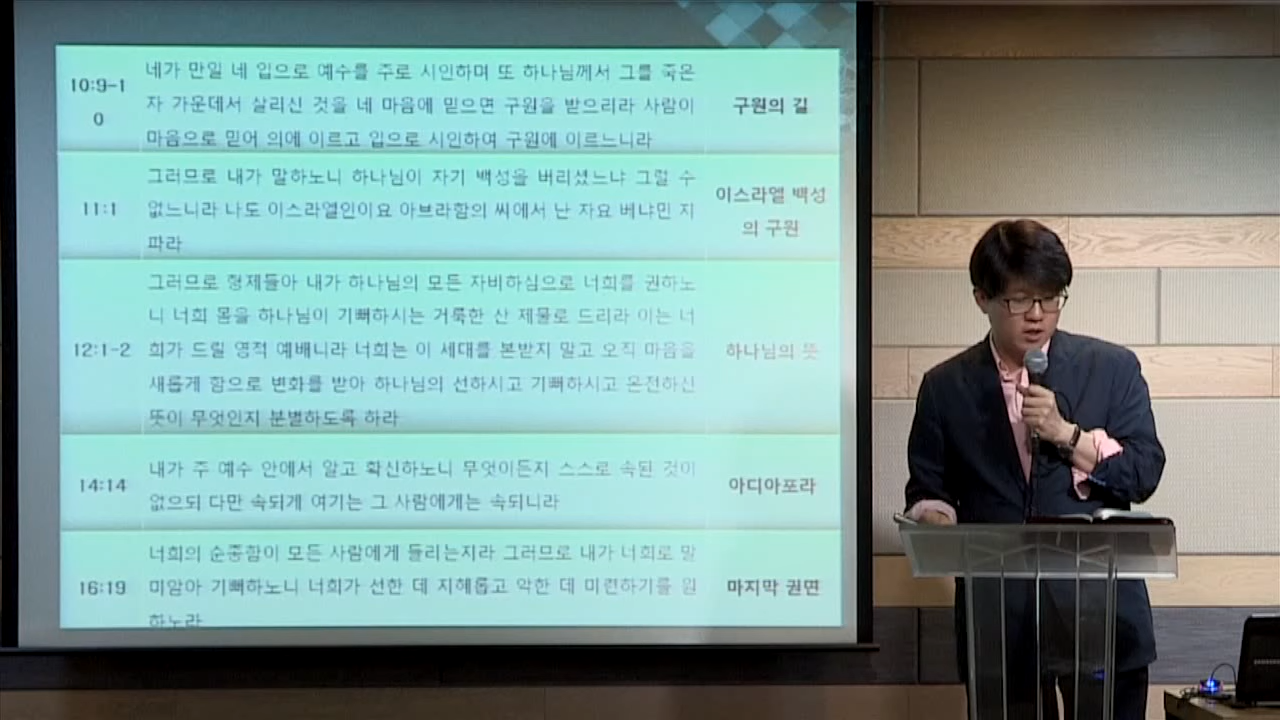 10:9-1
0
네가 만일 네 입으로 예수를 주로 시인하며 또 하나님께서 그를 죽은
자 가운데서 살리신 것을 네 마음에 믿으면 구원을 받으리라 사람이
마음으로 믿어 의에 이르고 입으로 시인하여 구원에 이르느니라
구원의 길
11:1
그러므로 내가 말하노니 하나님이 자기 백성을 버리셨느냐 그럴 수
없느니라 나도 이스라엘인이요 아브라함의 씨에서 난 자요 베냐민 지
파라
이스라엘 백성
의 구원
12:1-2
그러므로 형제들아 내가 하나님의 모든 자비하심으로 너희를 권하노
니 너희 몸을 하나님이 기뻐하시는 거룩한 산 제물로 드리라 이는 너
희가 드릴 영적 예배니라 너희는 이 세대를 본받지 말고 오직 마음을
새롭게 함으로 변화를 받아 하나님의 선하시고 기뻐하시고 온전하신
뜻이 무엇인지 분별하도록 하라
하나님의 뜻
14:14
내가 주 예수 안에서 알고 확신하노니 무엇이든지 스스로 속된 것이
없으되 다만 속되게 여기는 그 사람에게는 속되니라
아디아포라
16:19
너희의 순종함이 모든 사람에게 들리는지라 그러므로 내가 너희로 말
미암아 기뻐하노니 너희가 선한 데 지혜롭고 악한 데 미련하기를 원
하노라
마지막 권면